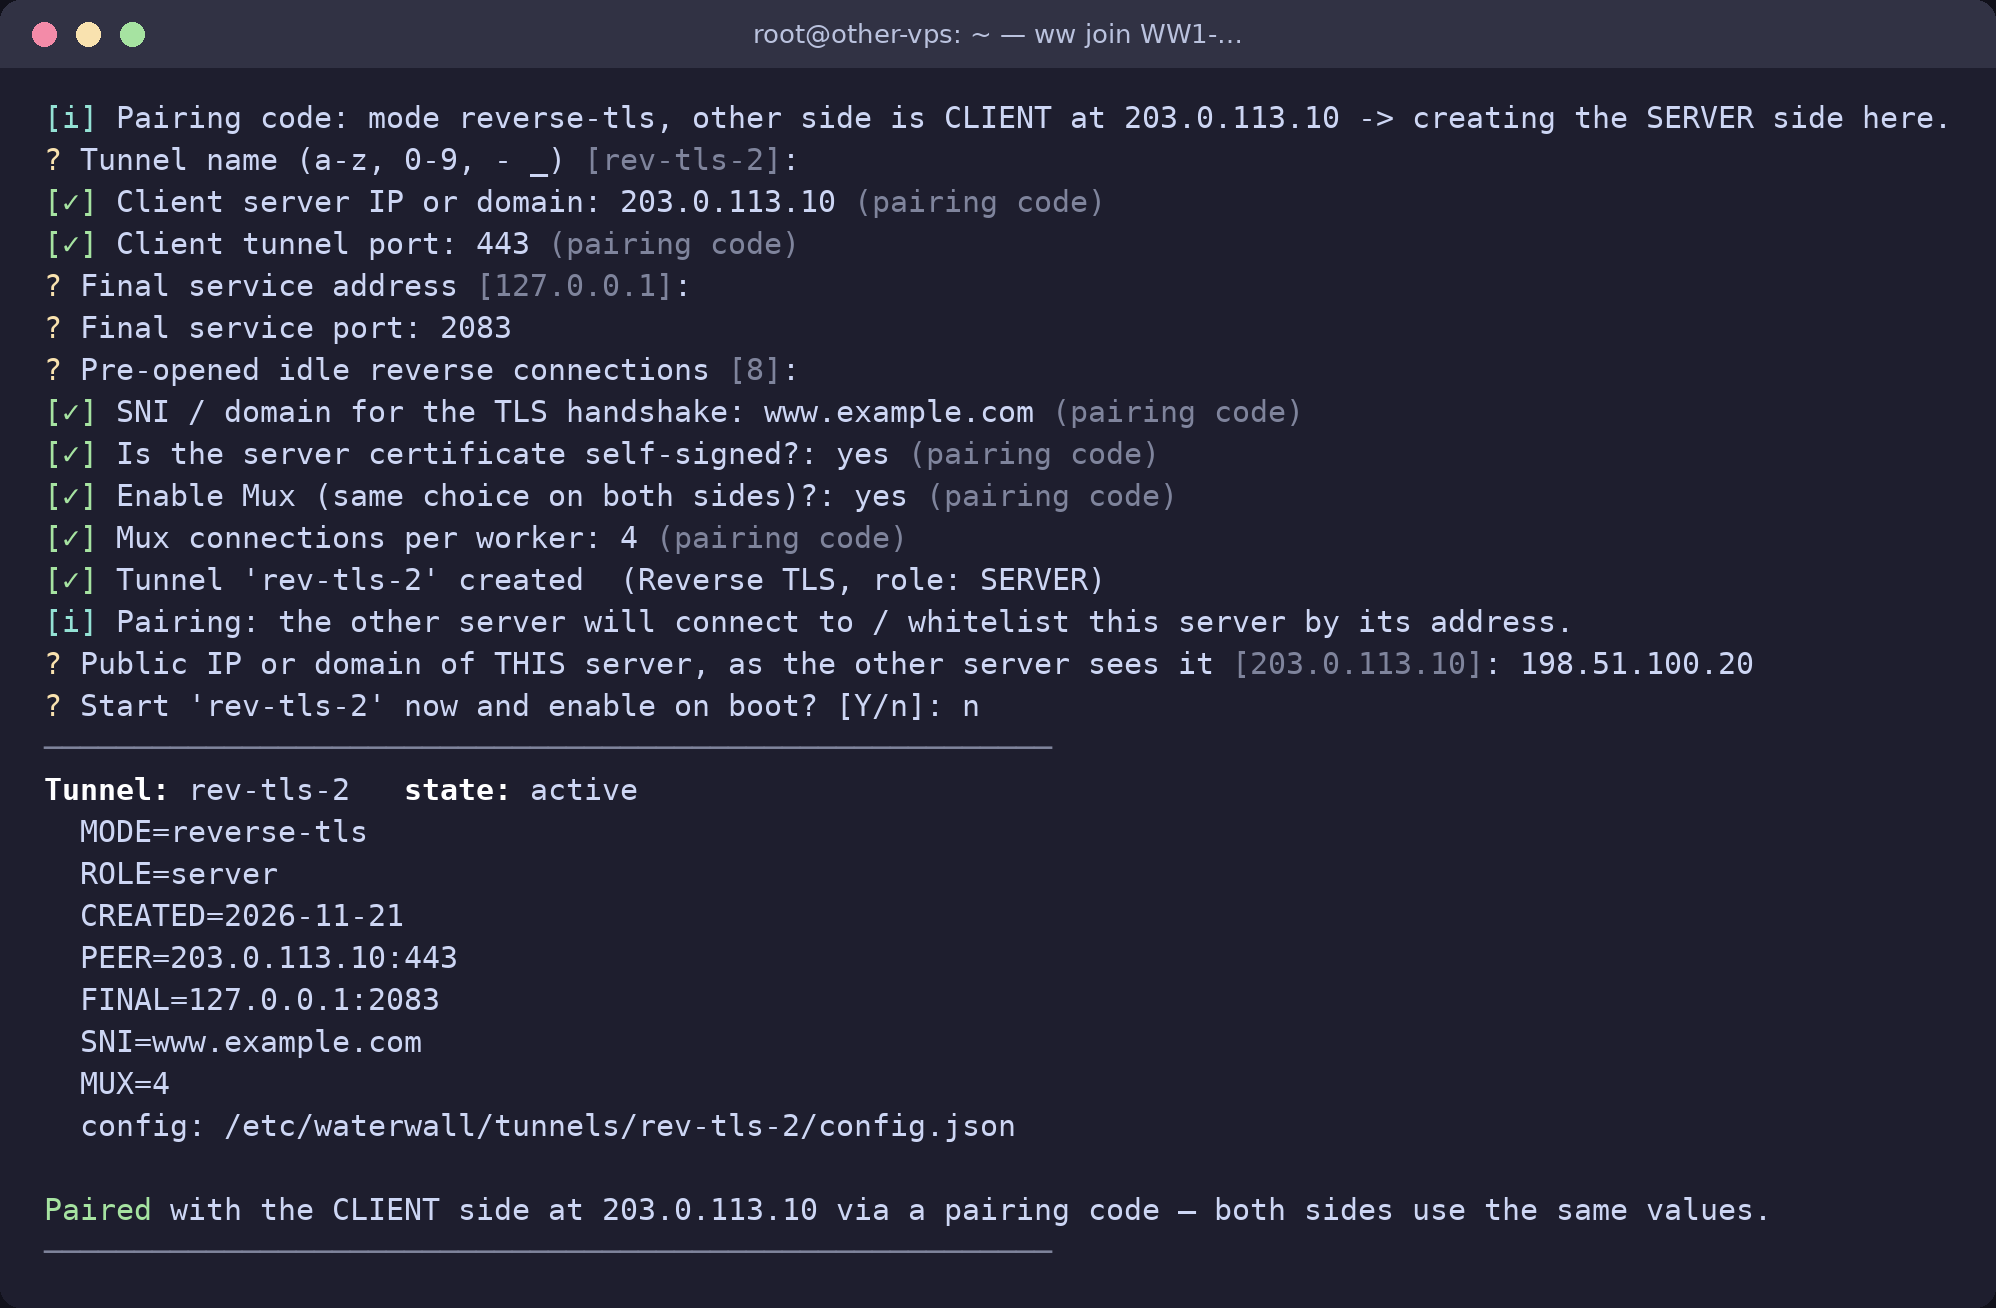 root@other-vps: ~ — ww join WW1-...
[i] Pairing code: mode reverse-tls, other side is CLIENT at 203.0.113.10 -> creating the SERVER side here.
? Tunnel name (a-z, 0-9, - _) [rev-tls-2]:
[✓] Client server IP or domain: 203.0.113.10 (pairing code)
[✓] Client tunnel port: 443 (pairing code)
? Final service address [127.0.0.1]:
? Final service port: 2083
? Pre-opened idle reverse connections [8]:
[✓] SNI / domain for the TLS handshake: www.example.com (pairing code)
[✓] Is the server certificate self-signed?: yes (pairing code)
[✓] Enable Mux (same choice on both sides)?: yes (pairing code)
[✓] Mux connections per worker: 4 (pairing code)
[✓] Tunnel 'rev-tls-2' created  (Reverse TLS, role: SERVER)
[i] Pairing: the other server will connect to / whitelist this server by its address.
? Public IP or domain of THIS server, as the other server sees it [203.0.113.10]: 198.51.100.20
? Start 'rev-tls-2' now and enable on boot? [Y/n]: n
Tunnel: rev-tls-2   state: active
MODE=reverse-tls
ROLE=server
CREATED=2026-11-21
PEER=203.0.113.10:443
FINAL=127.0.0.1:2083
SNI=www.example.com
MUX=4
config: /etc/waterwall/tunnels/rev-tls-2/config.json
Paired with the CLIENT side at 203.0.113.10 via a pairing code — both sides use the same values.